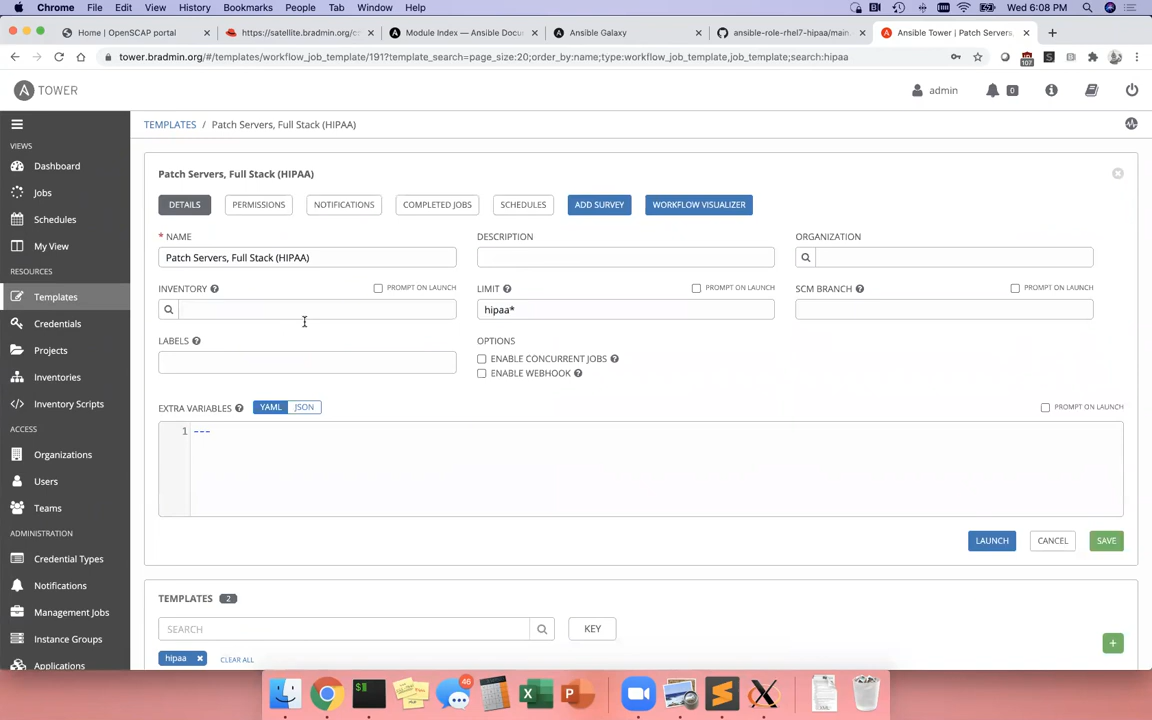 Chrome File Edit View History Bookmarks People Tab Window Help Wed 6:08 PM
Home | OpenSCAP portal × https://satellite.bradmin.org/c × Module Index — Ansible Docu × Ansible Galaxy × ansible-role-rhel7-hipaa/main. × Ansible Tower | Patch Servers, ×
tower.bradmin.org/#/templates/workflow_job_template/191?template_search=page_size:20;order_by:name;type:workflow_job_template,job_template;search:hipaa
107
A TOWER admin 0
TEMPLATES / Patch Servers, Full Stack (HIPAA)
VIEWS
Dashboard
Jobs
Schedules
My View
RESOURCES
Templates
Credentials
Projects
Inventories
Inventory Scripts
ACCESS
Organizations
Users
Teams
ADMINISTRATION
Credential Types
Notifications
Management Jobs
Instance Groups
Applications
Patch Servers, Full Stack (HIPAA)
DETAILS PERMISSIONS NOTIFICATIONS COMPLETED JOBS SCHEDULES ADD SURVEY WORKFLOW VISUALIZER
* NAME DESCRIPTION ORGANIZATION
Patch Servers, Full Stack (HIPAA)
INVENTORY PROMPT ON LAUNCH LIMIT PROMPT ON LAUNCH SCM BRANCH PROMPT ON LAUNCH
hipaa*
LABELS OPTIONS
ENABLE CONCURRENT JOBS
ENABLE WEBHOOK
EXTRA VARIABLES YAML JSON PROMPT ON LAUNCH
1 ---
LAUNCH CANCEL SAVE
TEMPLATES 2
SEARCH KEY
hipaa × CLEAR ALL
+
46